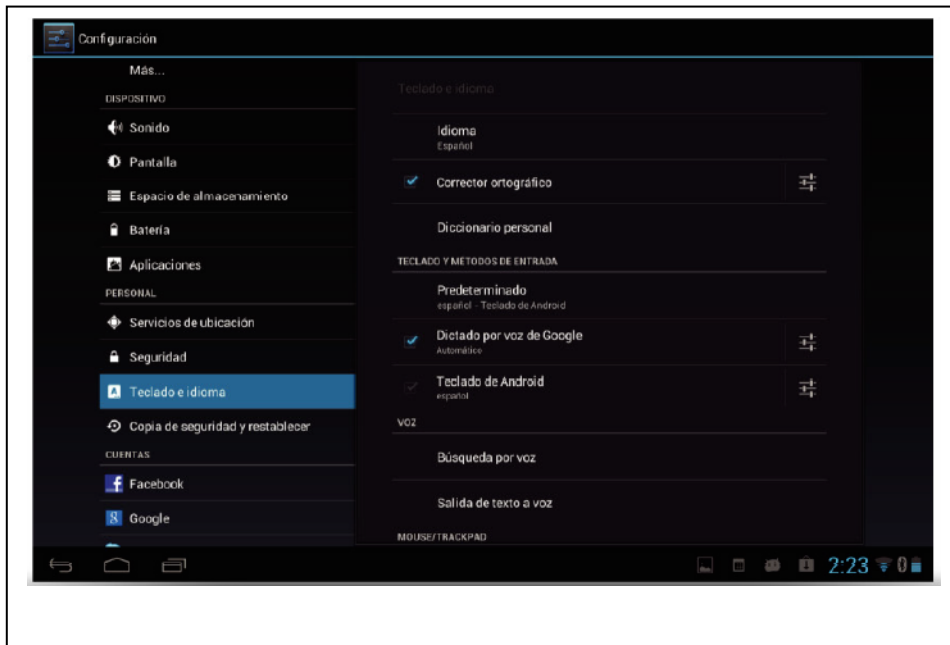 Configuración
Más...
DISPOSITIVO
Sonido
Pantalla
Espacio de almacenamiento
Batería
Aplicaciones
PERSONAL
Servicios de ubicación
Seguridad
Teclado e idioma
Copia de seguridad y restablecer
CUENTAS
Facebook
Google
Teclado e idioma
Idioma
Español
Corrector ortográfico
Diccionario personal
TECLADO Y MÉTODOS DE ENTRADA
Predeterminado
español - Teclado de Android
Dictado por voz de Google
Automático
Teclado de Android
español
VOZ
Búsqueda por voz
Salida de texto a voz
MOUSE/TRACKPAD
2:23